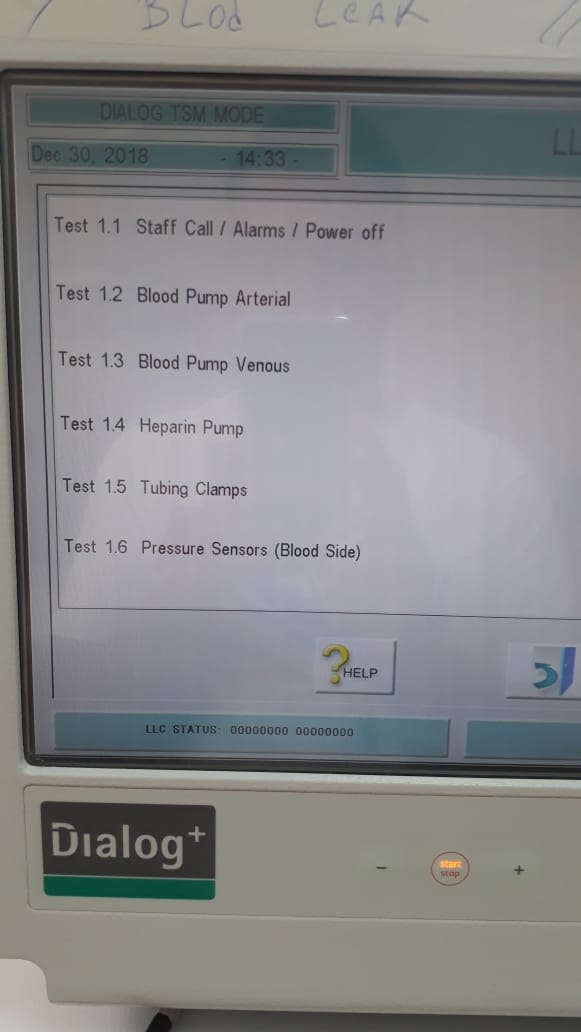 BLOD LEAK
DIALOG TSM MODE
LL
Dec 30, 2018 - 14:33 -
Test 1.1 Staff Call / Alarms / Power off
Test 1.2 Blood Pump Arterial
Test 1.3 Blood Pump Venous
Test 1.4 Heparin Pump
Test 1.5 Tubing Clamps
Test 1.6 Pressure Sensors (Blood Side)
? HELP
LLC STATUS: 00000000 00000000
Dialog+
- start stop +